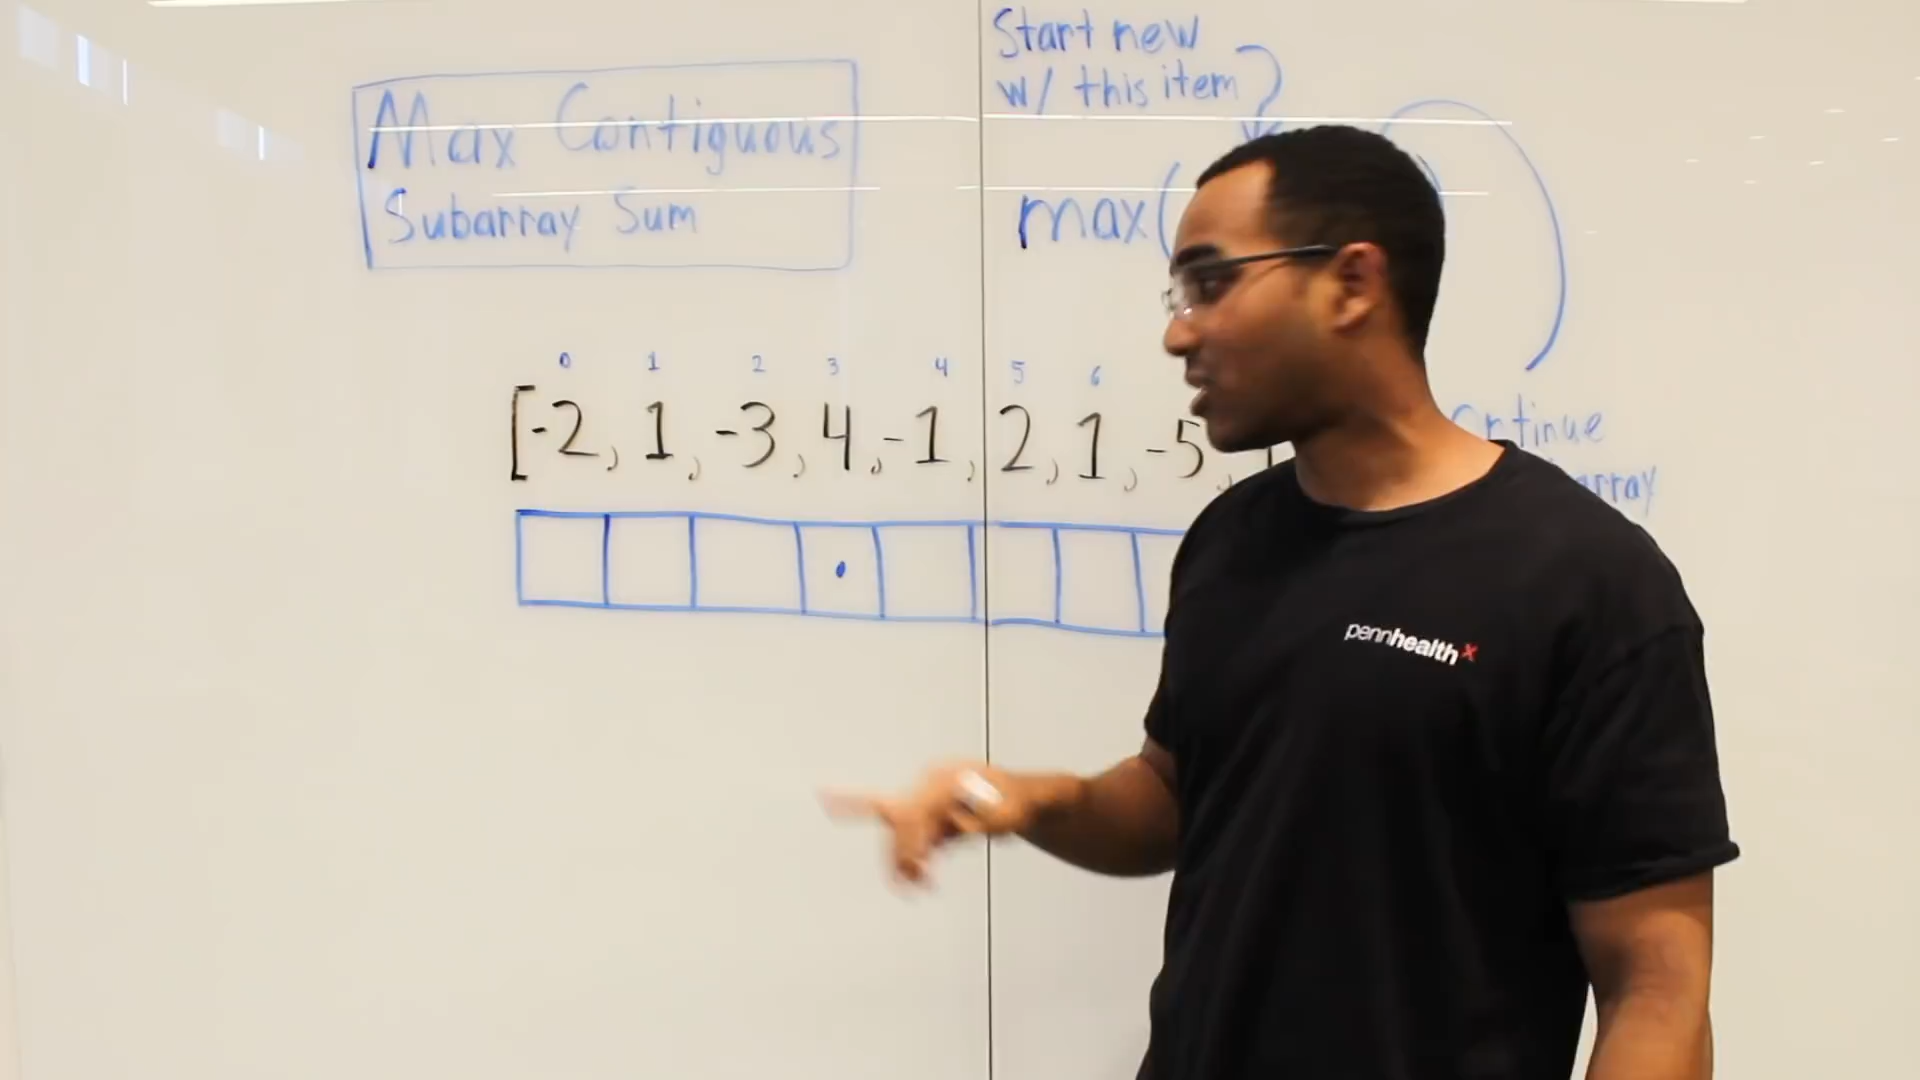 Start new
w/ this item
Max Contiguous
Subarray Sum
max(
0 1 2 3 4 5 6
[-2, 1, -3, 4, -1, 2, 1, -5,
pennhealthx